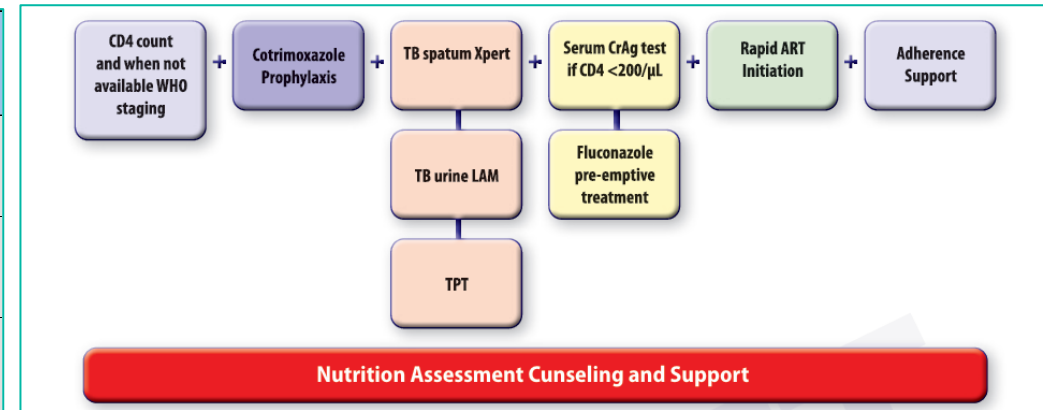 CD4 count
and when not
available WHO
staging
+
Cotrimoxazole
Prophylaxis
+
TB spatum Xpert
+
Serum CrAg test
if CD4 <200/µL
+
Rapid ART
Initiation
+
Adherence
Support
TB urine LAM
Fluconazole
pre-emptive
treatment
TPT
Nutrition Assessment Cunseling and Support